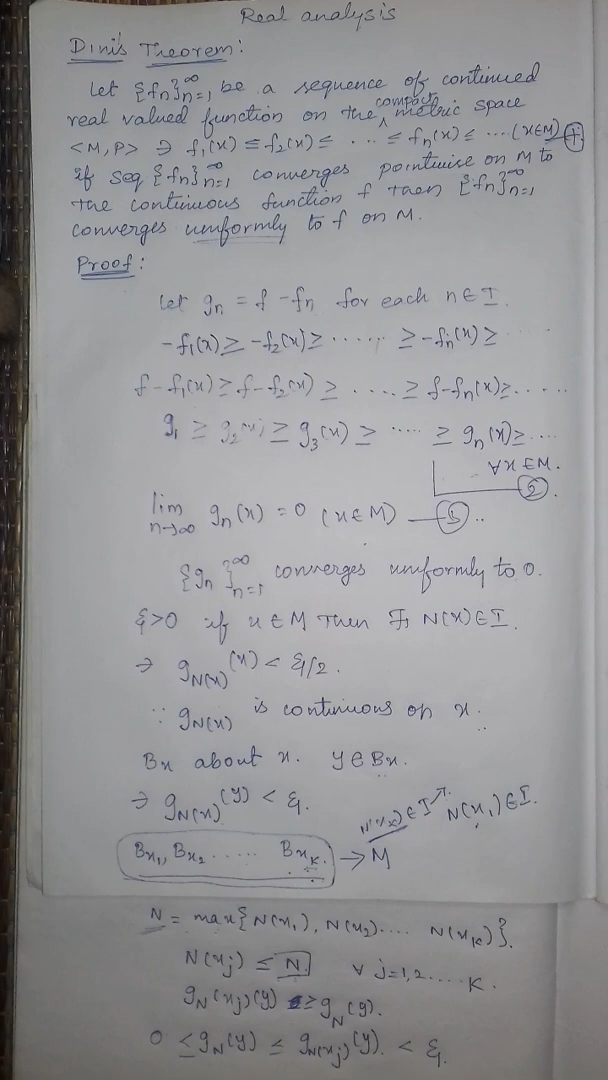 Real analysis
Dini's Theorem:
Let {fn}∞n=1 be a sequence of continued
real valued function on the compact metric space
<M,P> ∋ f1(x) ≤ f2(x) ≤ ... ≤ fn(x) ≤ ... (x∈M) ①
if seq {fn}∞n=1 converges pointwise on M to
the continuous function f then {fn}∞n=1
converges uniformly to f on M.
Proof:
Let gn = f - fn for each n ∈ I.
-f1(x) ≥ -f2(x) ≥ ...... ≥ -fn(x) ≥ ......
f - f1(x) ≥ f - f2(x) ≥ ..... ≥ f - fn(x) ≥ ......
g1 ≥ g2(x) ≥ g3(x) ≥ ..... ≥ gn(x) ≥ ...
∀ x ∈ M.
②.
lim n→∞ gn(x) = 0 (x∈M) — ③ ..
{gn}∞n=1 converges uniformly to 0.
ε>0 if x ∈ M Then ∃ N(x) ∈ I.
∋ gN(x)(x) < ε/2.
∵ gN(x) is continuous on x.
Bx about x. y ∈ Bx.
∋ gN(x)(y) < ε.
N(x1) ∈ I.
Bx1, Bx2 ..... Bxk. → M
N = max{N(x1), N(x2).... N(xk)}.
N(xj) ≤ N. ∀ j=1,2.....K.
gN(xj)(y) ≥ gN(y).
0 ≤ gN(y) ≤ gN(xj)(y). < ε.